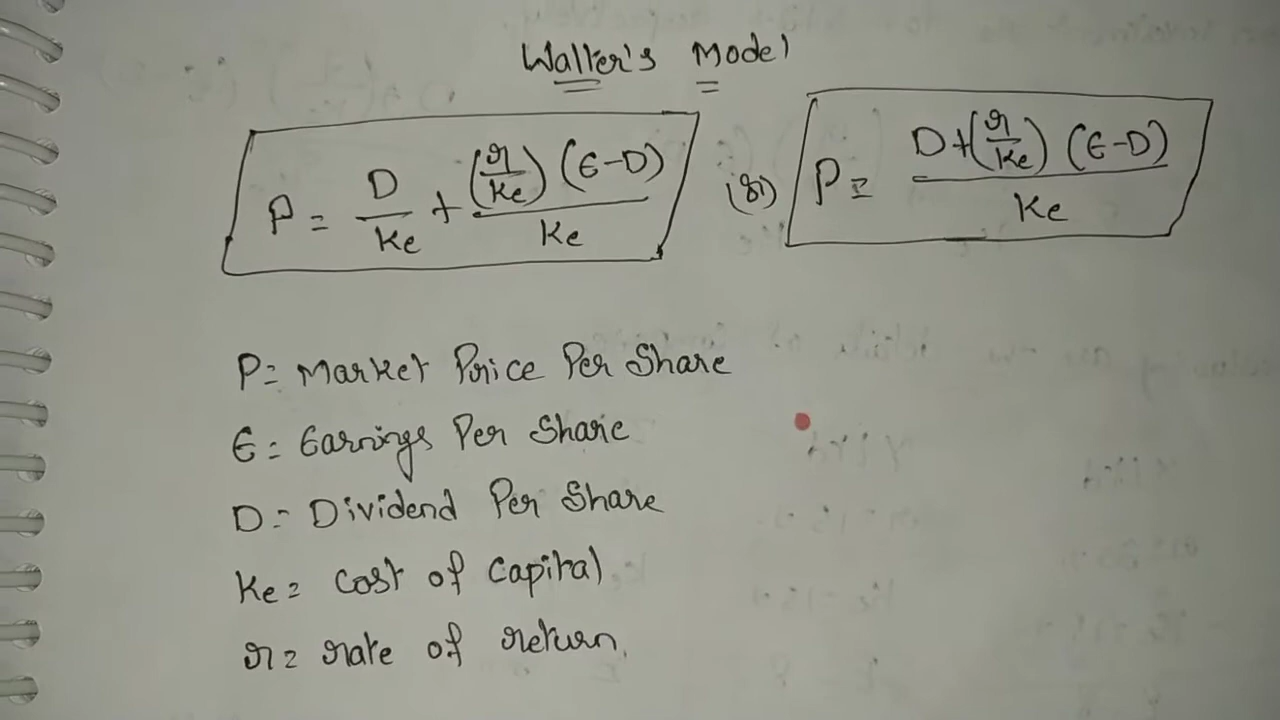 Walter's Model
P = D/Ke + (r/Ke) (E-D)/Ke (or) P = D+(r/Ke) (E-D)/Ke
P= Market Price Per Share
E= Earnings Per Share
D= Dividend Per Share
Ke= Cost of Capital
r= rate of return.